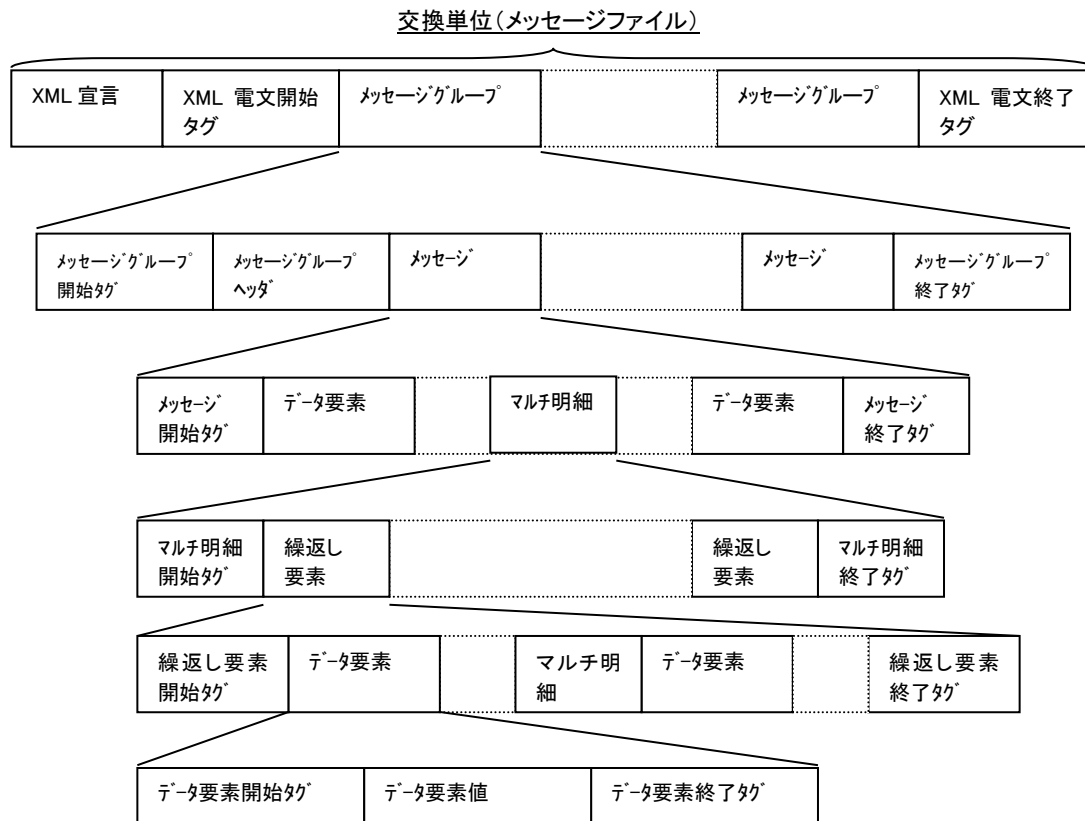 交換単位（メッセージファイル）
XML 宣言
XML 電文開始
タグ
ﾒｯｾｰｼﾞｸﾞﾙｰﾌﾟ
ﾒｯｾｰｼﾞｸﾞﾙｰﾌﾟ
XML 電文終了
タグ
ﾒｯｾｰｼﾞｸﾞﾙｰﾌﾟ
開始ﾀｸﾞ
ﾒｯｾｰｼﾞｸﾞﾙｰﾌﾟ
ﾍｯﾀﾞ
ﾒｯｾｰｼﾞ
ﾒｯｾｰｼﾞ
ﾒｯｾｰｼﾞｸﾞﾙｰﾌﾟ
終了ﾀｸﾞ
ﾒｯｾｰｼﾞ
開始ﾀｸﾞ
ﾃﾞｰﾀ要素
ﾏﾙﾁ明細
ﾃﾞｰﾀ要素
ﾒｯｾｰｼﾞ
終了ﾀｸﾞ
ﾏﾙﾁ明細
開始ﾀｸﾞ
繰返し
要素
繰返し
要素
ﾏﾙﾁ明細
終了ﾀｸﾞ
繰返し要素
開始ﾀｸﾞ
ﾃﾞｰﾀ要素
マルチ明
細
ﾃﾞｰﾀ要素
繰返し要素
終了ﾀｸﾞ
ﾃﾞｰﾀ要素開始ﾀｸﾞ
ﾃﾞｰﾀ要素値
ﾃﾞｰﾀ要素終了ﾀｸﾞ